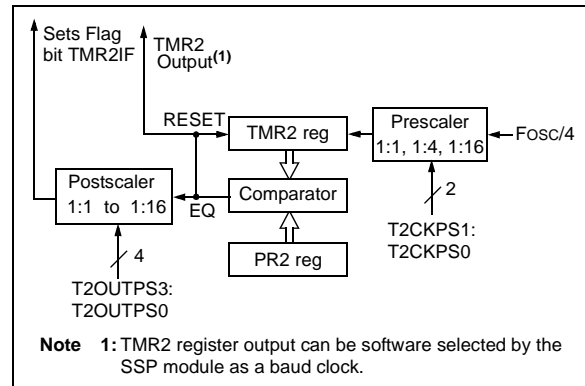 Sets Flag
bit TMR2IF
TMR2
Output(1)
RESET
TMR2 reg
Prescaler
1:1, 1:4, 1:16
FOSC/4
Postscaler
1:1 to 1:16
EQ
Comparator
2
T2CKPS1:
T2CKPS0
4
PR2 reg
T2OUTPS3:
T2OUTPS0
Note 1: TMR2 register output can be software selected by the
SSP module as a baud clock.